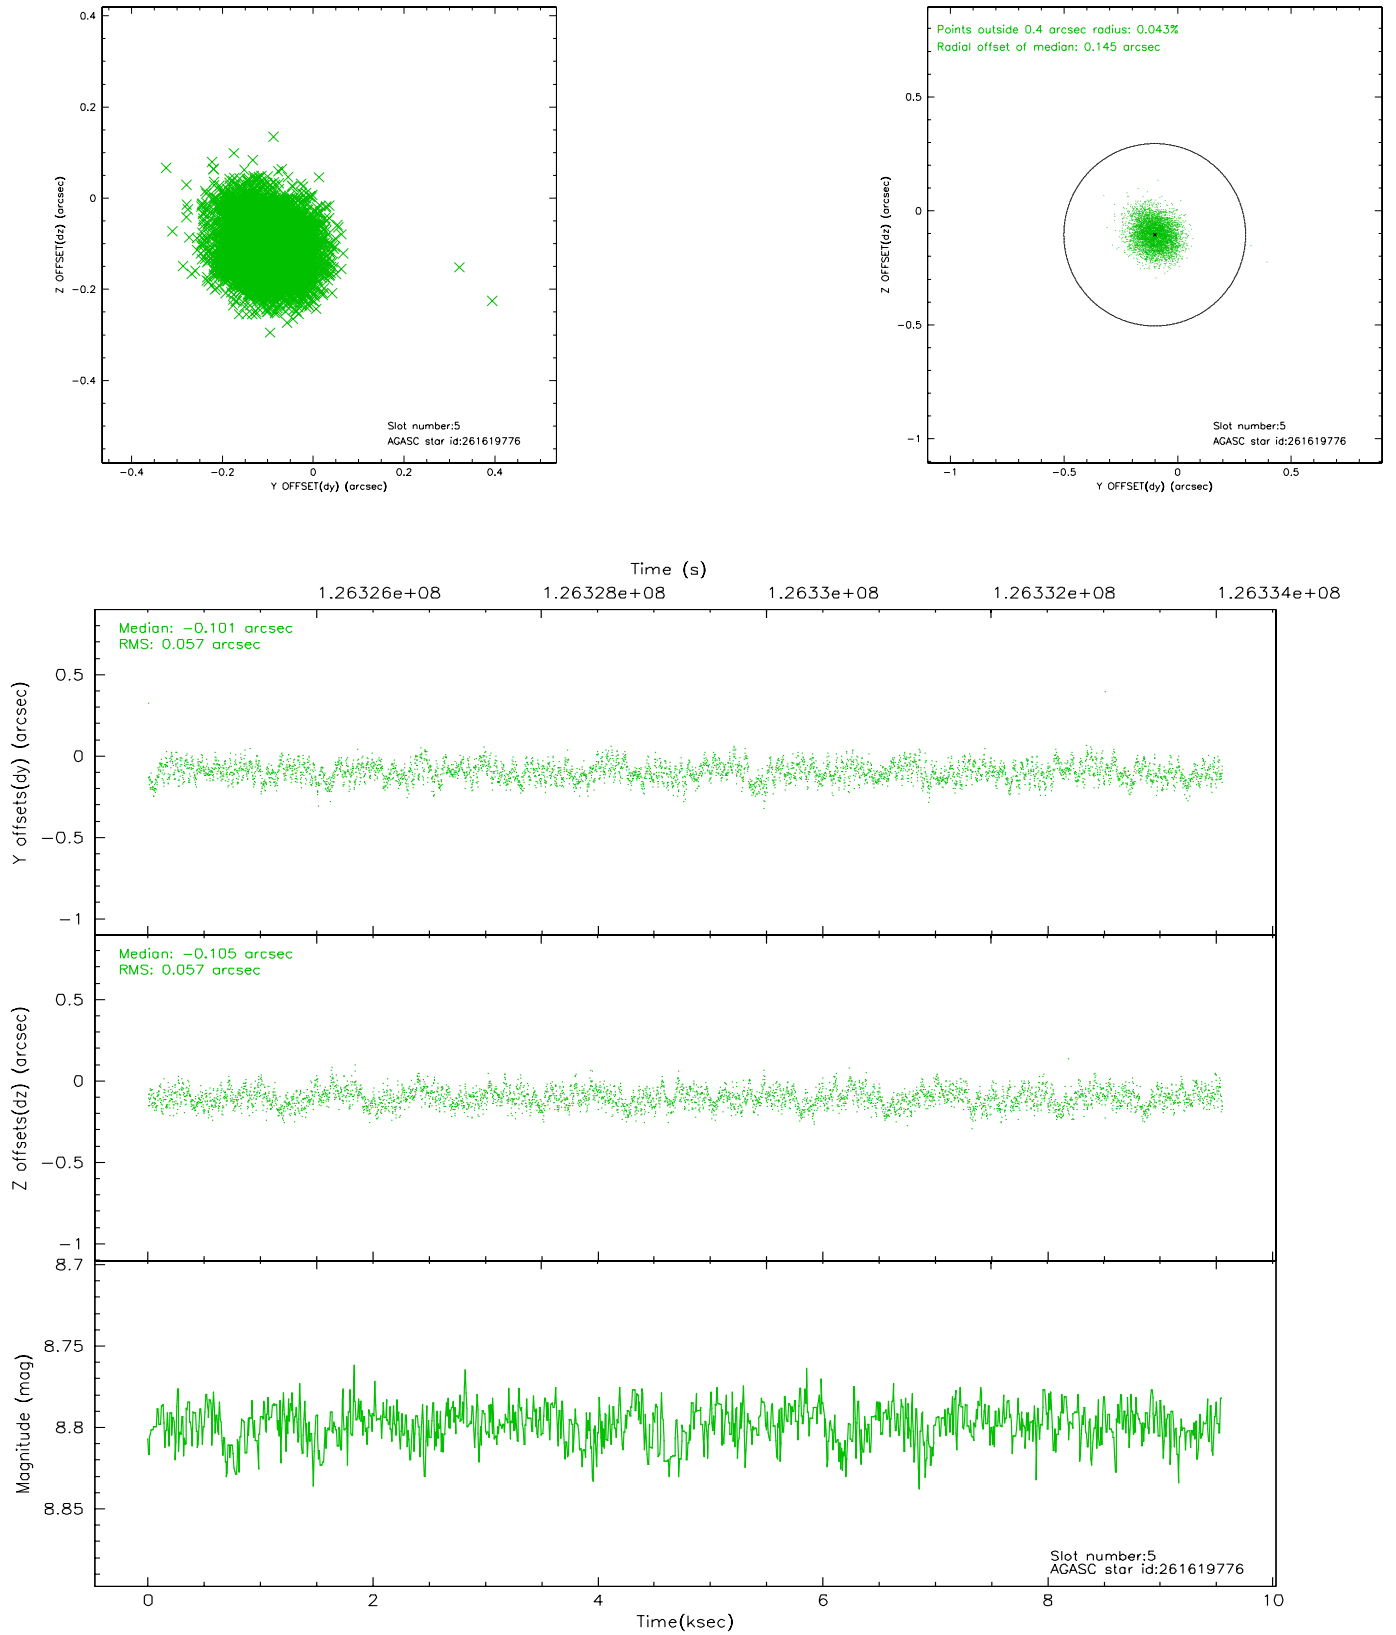 0.4
0.2
0
−0.2
−0.4
Z OFFSET(dz) (arcsec)
Slot number:5
AGASC star id:261619776
−0.4 −0.2 0 0.2 0.4
Y OFFSET(dy) (arcsec)
Points outside 0.4 arcsec radius: 0.043%
Radial offset of median: 0.145 arcsec
0.5
0
−0.5
−1
Z OFFSET(dz) (arcsec)
Slot number:5
AGASC star id:261619776
−1 −0.5 0 0.5
Y OFFSET(dy) (arcsec)
Time (s)
1.26326e+08 1.26328e+08 1.2633e+08 1.26332e+08 1.26334e+08
Median: −0.101 arcsec
RMS: 0.057 arcsec
0.5
0
−0.5
−1
Y offsets(dy) (arcsec)
Median: −0.105 arcsec
RMS: 0.057 arcsec
0.5
0
−0.5
−1
Z offsets(dz) (arcsec)
8.7
8.75
8.8
8.85
Magnitude (mag)
Slot number:5
AGASC star id:261619776
0 2 4 6 8 10
Time(ksec)